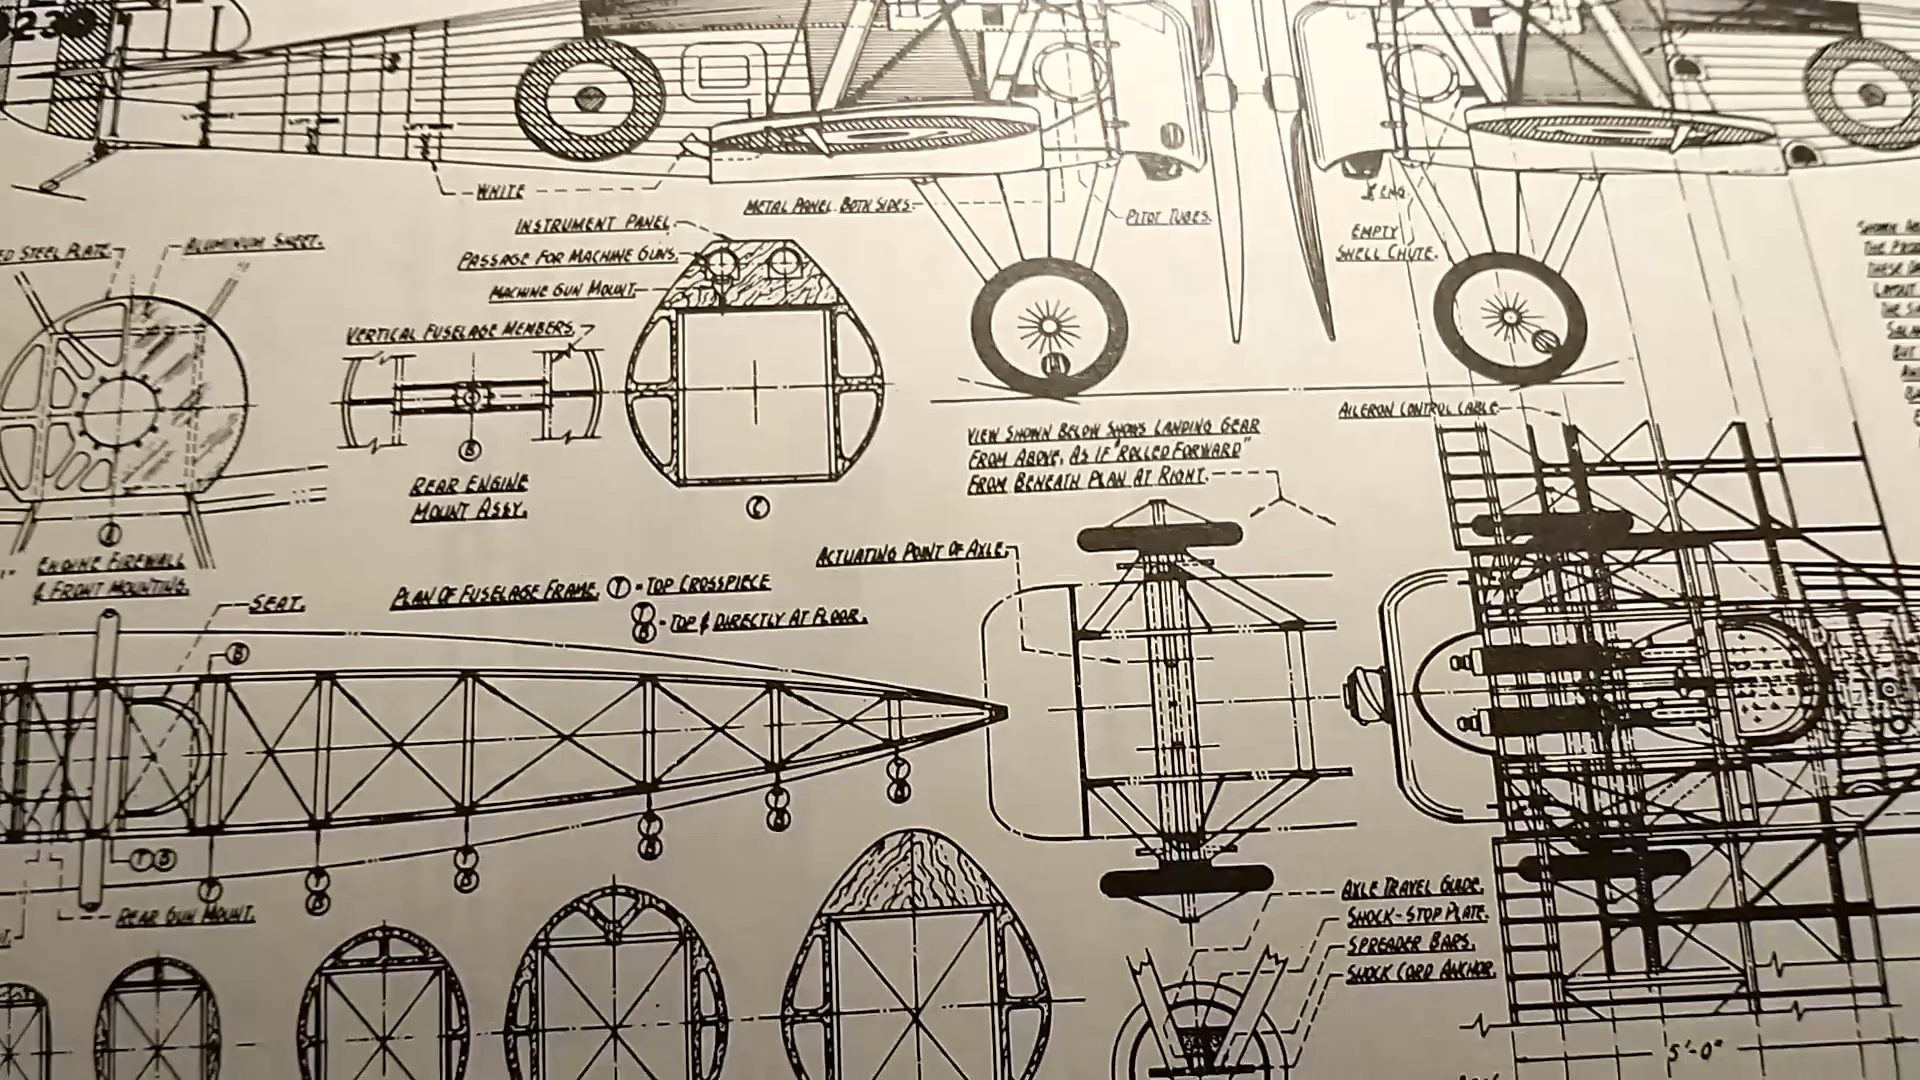 9
WHITE
METAL PANEL. BOTH SIDES.
PITOT TUBES.
EMPTY
SHELL CHUTE.
INSTRUMENT PANEL
PASSAGE FOR MACHINE GUNS.
MACHINE GUN MOUNT.
STEEL PLATE.
ALUMINUM SHEET.
VERTICAL FUSELAGE MEMBERS.
B
REAR ENGINE
MOUNT ASSY.
C
ENGINE FIREWALL
& FRONT MOUNTING.
AILERON CONTROL CABLE
VIEW SHOWN BELOW SHOWS LANDING GEAR
FROM ABOVE, AS IF "ROLLED FORWARD"
FROM BENEATH PLAN AT RIGHT.
ACTUATING POINT OF AXLE.
SEAT.
PLAN OF FUSELAGE FRAME. T = TOP CROSSPIECE
T B = TOP & DIRECTLY AT FLOOR.
B
T B
T
T B
T B
T B
T B
T B
REAR GUN MOUNT.
AXLE TRAVEL GUIDE.
SHOCK-STOP PLATE.
SPREADER BARS.
SHOCK CORD ANCHOR.
5'-0"